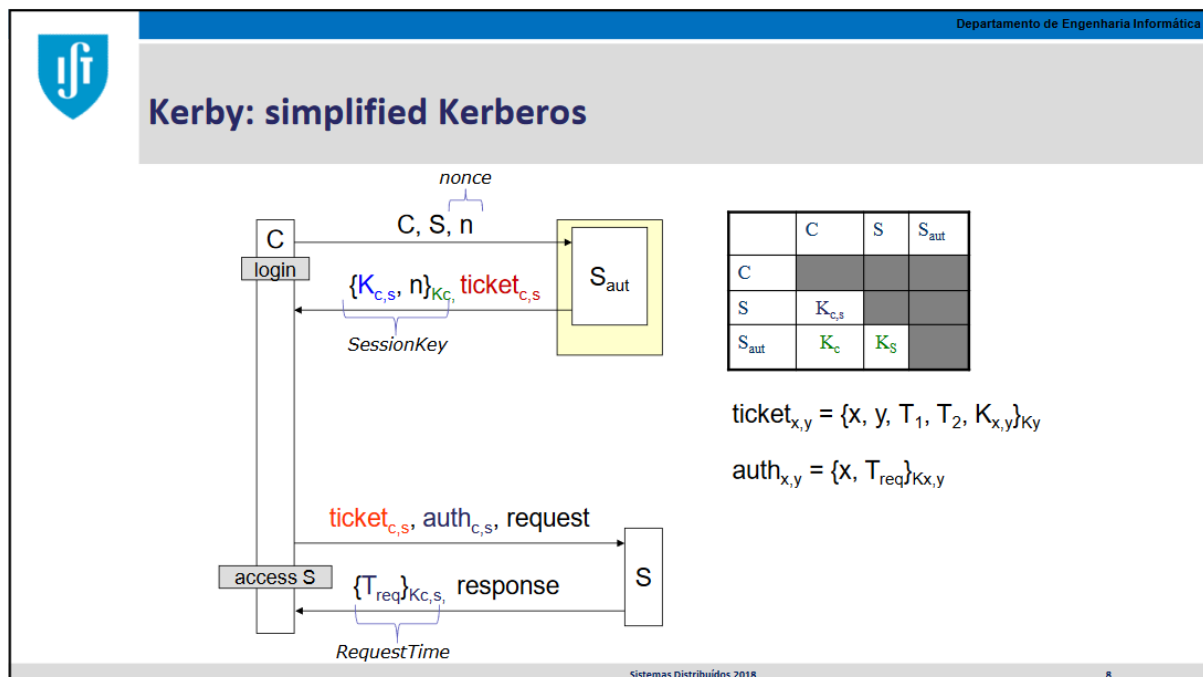 Departamento de Engenharia Informática
IST
Kerby: simplified Kerberos
nonce
C, S, n
C
login
{Kc,s, n}Kc, ticketc,s
Saut
SessionKey
C S Saut
C
S Kc,s
Saut Kc KS
ticketx,y = {x, y, T1, T2, Kx,y}Ky
authx,y = {x, Treq}Kx,y
ticketc,s, authc,s, request
access S
{Treq}Kc,s, response
S
RequestTime
Sistemas Distribuídos 2018 8